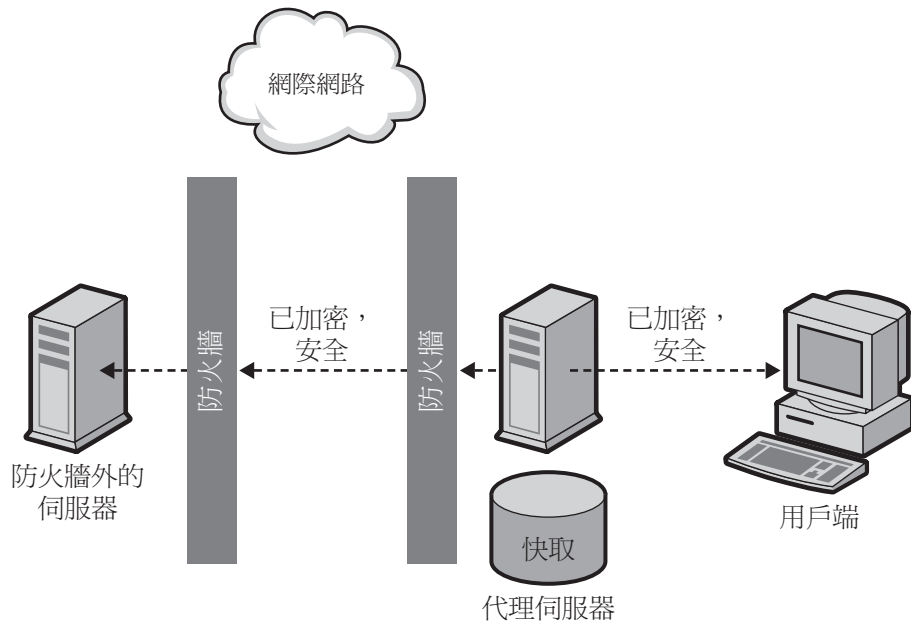 網際網路
已加密，
安全
已加密，
安全
防火牆
防火牆
防火牆外的
伺服器
快取
代理伺服器
用戶端